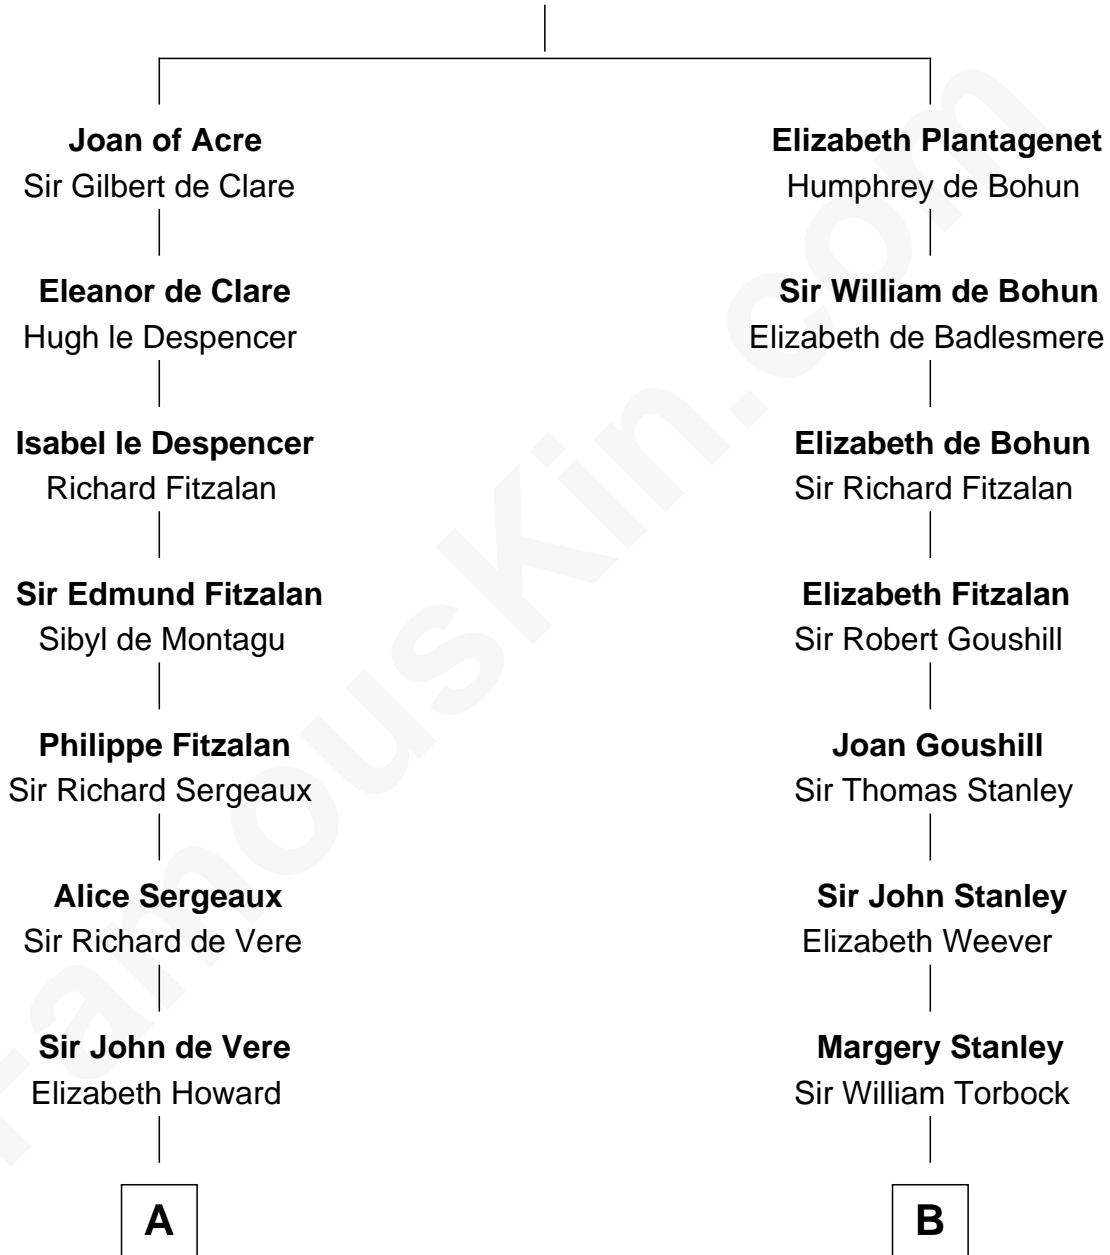 Joan of Acre
Sir Gilbert de Clare
Eleanor de Clare
Hugh le Despencer
Isabel le Despencer
Richard Fitzalan
Sir Edmund Fitzalan
Sibyl de Montagu
Philippe Fitzalan
Sir Richard Sergeaux
Alice Sergeaux
Sir Richard de Vere
Sir John de Vere
Elizabeth Howard
A
Elizabeth Plantagenet
Humphrey de Bohun
Sir William de Bohun
Elizabeth de Badlesmere
Elizabeth de Bohun
Sir Richard Fitzalan
Elizabeth Fitzalan
Sir Robert Goushill
Joan Goushill
Sir Thomas Stanley
Sir John Stanley
Elizabeth Weever
Margery Stanley
Sir William Torbock
B
FamousKin.com